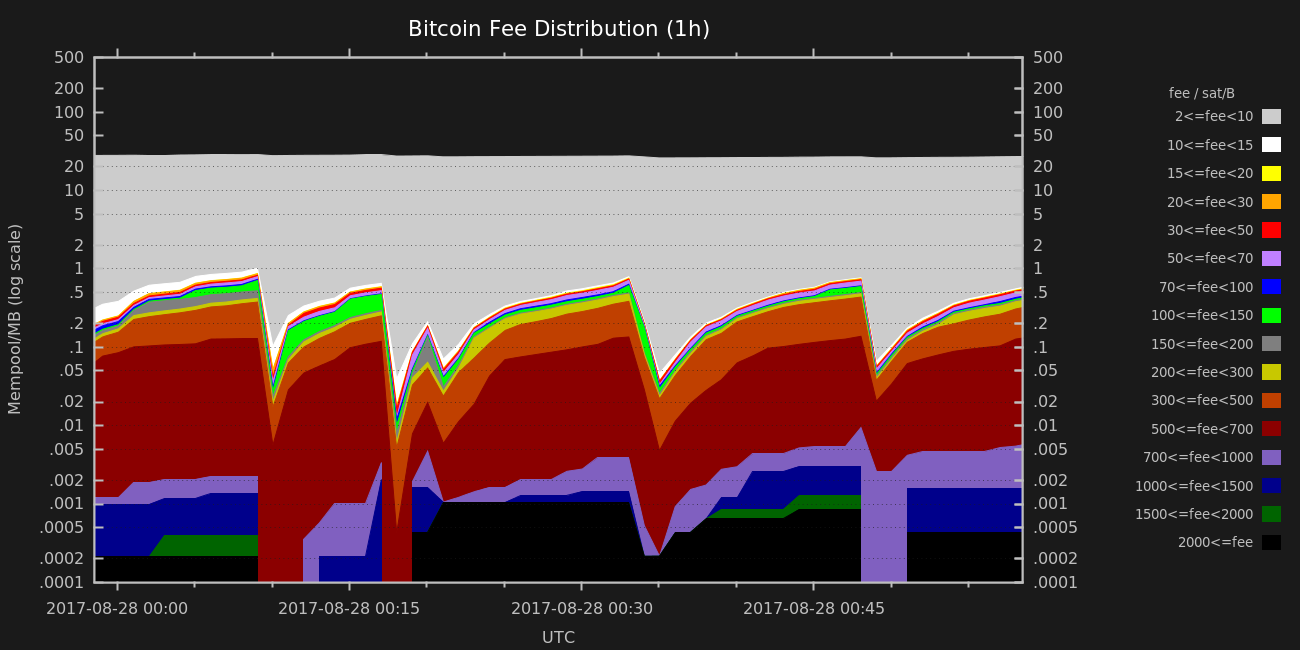 Bitcoin Fee Distribution (1h)
Mempool/MB (log scale)
500
200
100
50
20
10
5
2
1
.5
.2
.1
.05
.02
.01
.005
.002
.001
.0005
.0002
.0001
500
200
100
50
20
10
5
2
1
.5
.2
.1
.05
.02
.01
.005
.002
.001
.0005
.0002
.0001
2017-08-28 00:00
2017-08-28 00:15
2017-08-28 00:30
2017-08-28 00:45
UTC
fee / sat/B
2<=fee<10
10<=fee<15
15<=fee<20
20<=fee<30
30<=fee<50
50<=fee<70
70<=fee<100
100<=fee<150
150<=fee<200
200<=fee<300
300<=fee<500
500<=fee<700
700<=fee<1000
1000<=fee<1500
1500<=fee<2000
2000<=fee